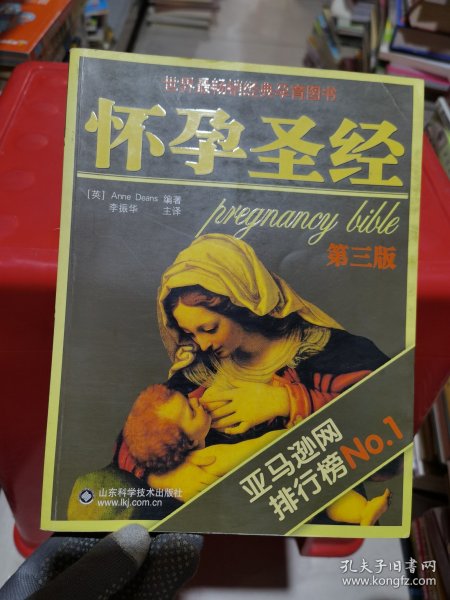 世界最畅销经典孕育图书
怀孕圣经
[英] Anne Deans 编著
李振华 主译
pregnancy bible
第三版
亚马逊网
排行榜No.1
山东科学技术出版社
www.lkj.com.cn
孔夫子旧书网
www.kongfz.com